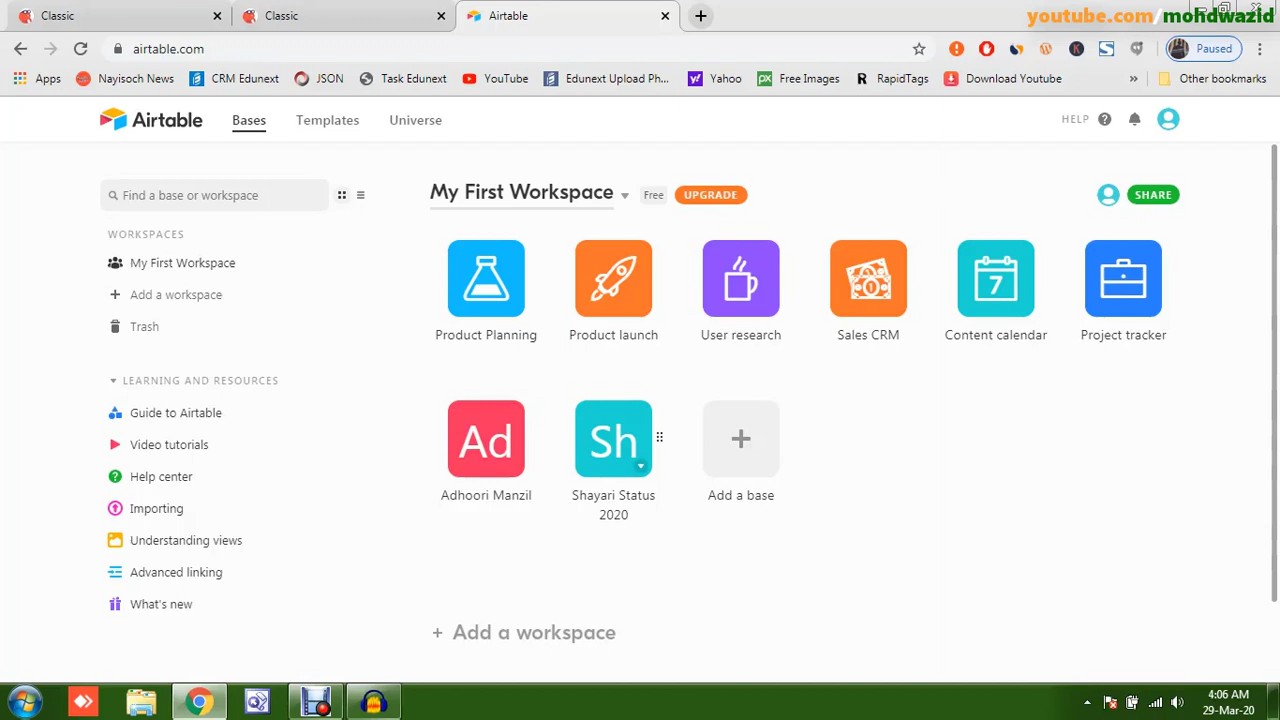 Classic
Classic
Airtable
youtube.com/mohdwazid
airtable.com
Paused
Apps
Nayisoch News
CRM Edunext
JSON
Task Edunext
YouTube
Edunext Upload Ph...
Yahoo
Free Images
RapidTags
Download Youtube
»
Other bookmarks
Airtable
Bases
Templates
Universe
HELP
Find a base or workspace
My First Workspace
Free
UPGRADE
SHARE
WORKSPACES
My First Workspace
Add a workspace
Trash
LEARNING AND RESOURCES
Guide to Airtable
Video tutorials
Help center
Importing
Understanding views
Advanced linking
What's new
Product Planning
Product launch
User research
Sales CRM
7
Content calendar
Project tracker
Ad
Adhoori Manzil
Sh
Shayari Status
2020
+
Add a base
+ Add a workspace
4:06 AM
29-Mar-20